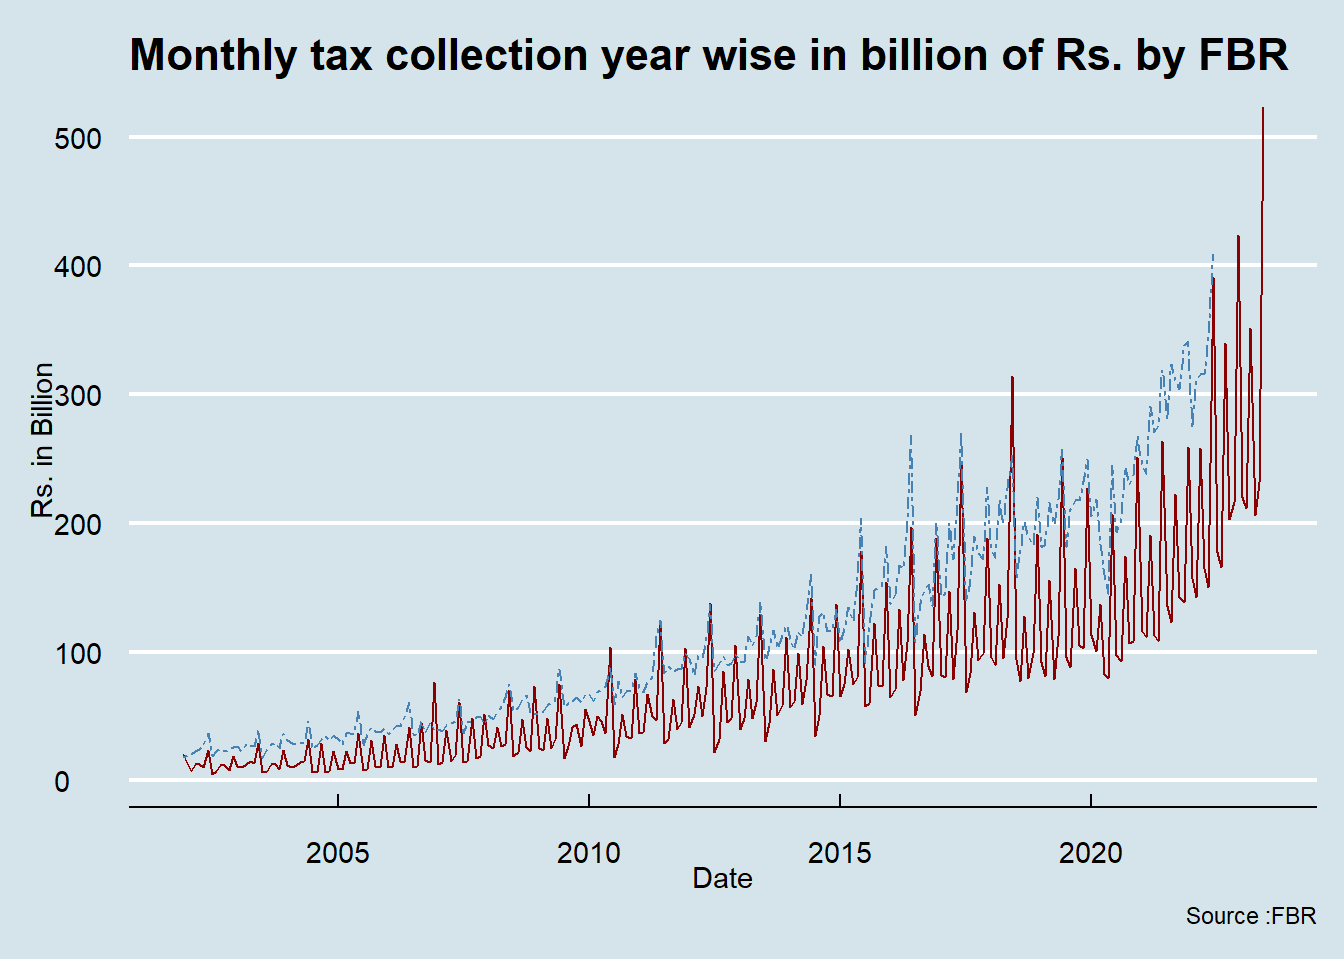 Monthly tax collection year wise in billion of Rs. by FBR
500
400
300
200
100
0
Rs. in Billion
2005 2010 2015 2020
Date
Source :FBR